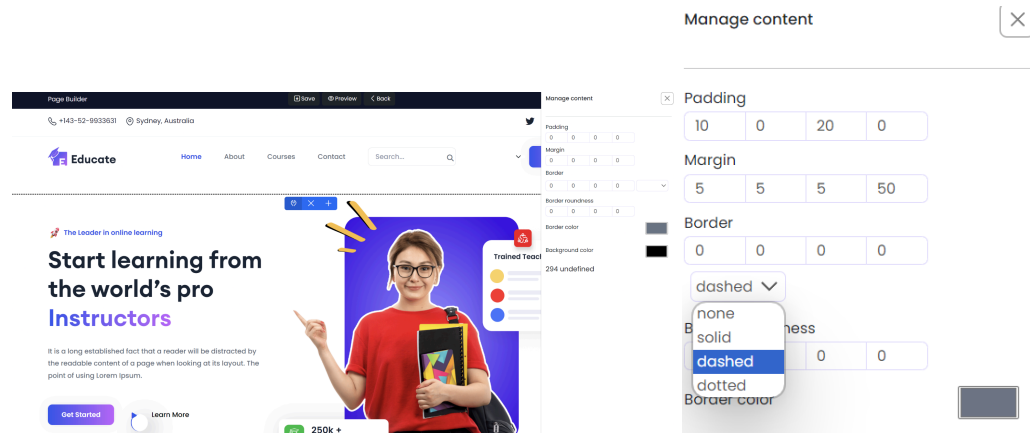 Page Builder
Save
Preview
Back
+143-52-9933631
Sydney, Australia
E Educate
Home
About
Courses
Contact
Search...
The Leader in online learning
Start learning from
the world's pro
Instructors
It is a long established fact that a reader will be distracted by
the readable content of a page when looking at its layout. The
point of using Lorem Ipsum.
Get Started
Learn More
Trained Teac
250k +
Manage content
Padding
0 0 0 0
Margin
0 0 0 0
Border
0 0 0 0
Border roundness
0 0 0 0
Border color
Background color
294 undefined
Manage content
Padding
10 0 20 0
Margin
5 5 5 50
Border
0 0 0 0
dashed
none
solid
dashed
dotted
B ness
0 0
Border color